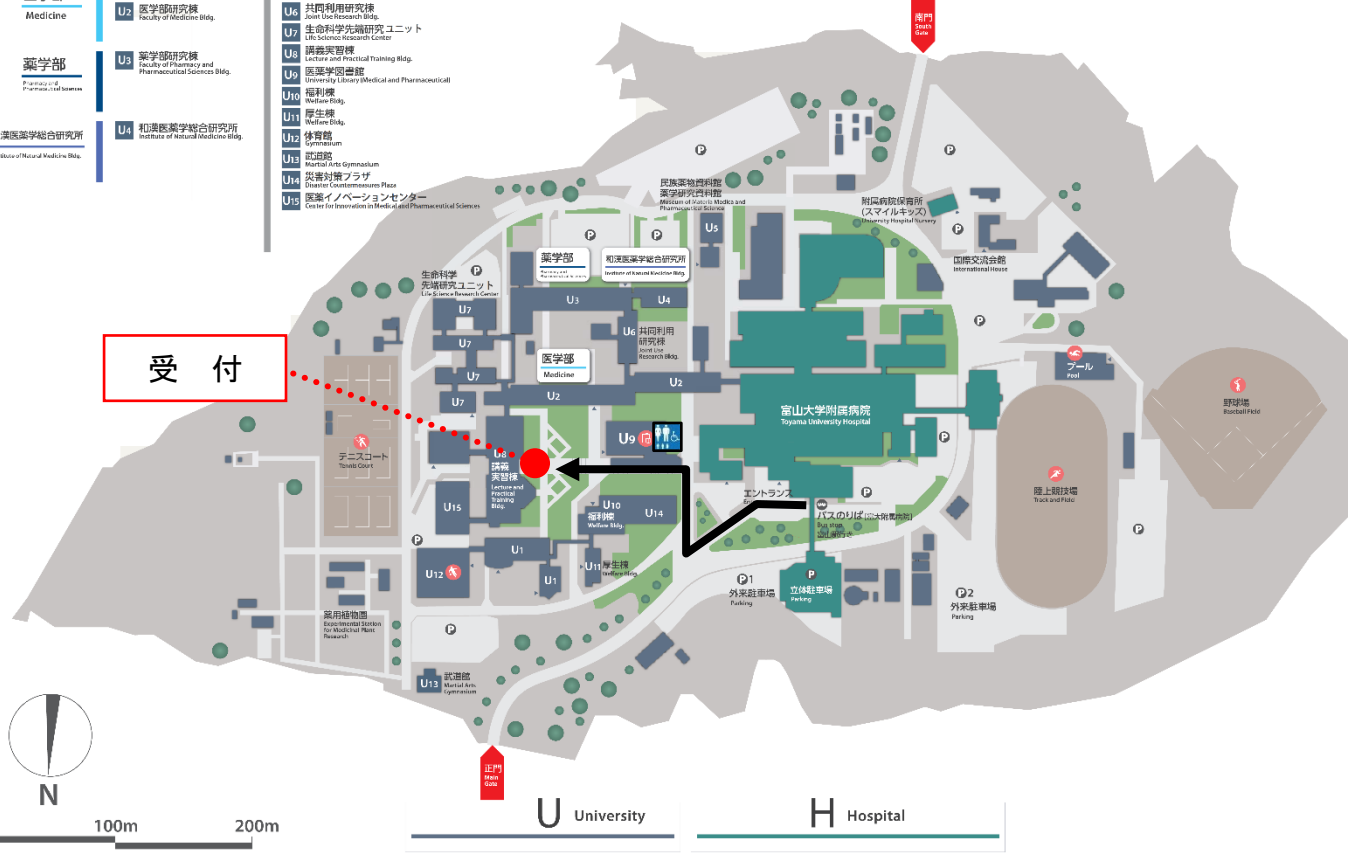 Medicine
U2 医学部研究棟
Faculty of Medicine Bldg.
薬学部
Pharmacy and
Pharmaceutical Sciences
U3 薬学部研究棟
Faculty of Pharmacy and
Pharmaceutical Sciences Bldg.
漢医薬学総合研究所
Institute of Natural Medicine Bldg.
U4 和漢医薬学総合研究所
Institute of Natural Medicine Bldg.
U6 共同利用研究棟
Joint Use Research Bldg.
U7 生命科学先端研究ユニット
Life Science Research Center
U8 講義実習棟
Lecture and Practical Training Bldg.
U9 医薬学図書館
University Library (Medical and Pharmaceutical)
U10 福利棟
Welfare Bldg.
U11 厚生棟
Welfare Bldg.
U12 体育館
Gymnasium
U13 武道館
Martial Arts Gymnasium
U14 災害対策プラザ
Disaster Countermeasures Plaza
U15 医薬イノベーションセンター
Center for Innovation in Medical and Pharmaceutical Sciences
南門
South
Gate
P
P
民族薬物資料館
薬学研究資料館
Museum of Materia Medica and
Pharmaceutical Science
附属病院保育所
(スマイルキッズ)
University Hospital Nursery
P
国際交流会館
International House
P
P
U5
薬学部
Pharmacy and
Pharmaceutical Sciences
和漢医薬学総合研究所
Institute of Natural Medicine Bldg.
生命科学
先端研究ユニット
Life Science Research Center
P
U7
U3
U4
U6
共同利用
研究棟
Joint Use
Research Bldg.
P
U7
受 付
医学部
Medicine
U7
U2
U2
U7
プール
Pool
野球場
Baseball Field
富山大学附属病院
Toyama University Hospital
U9
P
テニスコート
Tennis Court
U8
講義
実習棟
Lecture and
Practical
Training
Bldg.
陸上競技場
Track and Field
エントランス
P
バスのりば(富大附属病院)
Bus stop
U15
U10
福利棟
Welfare Bldg.
U14
P
P
U1
U12
U1
U11
厚生棟
Welfare Bldg.
P1
外来駐車場
Parking
P
立体駐車場
Parking
P2
外来駐車場
Parking
薬用植物園
Experimental Station
for Medicinal Plant
Research
P
U13
武道館
Martial Arts
Gymnasium
正門
Main
Gate
N
100m
200m
U University
H Hospital